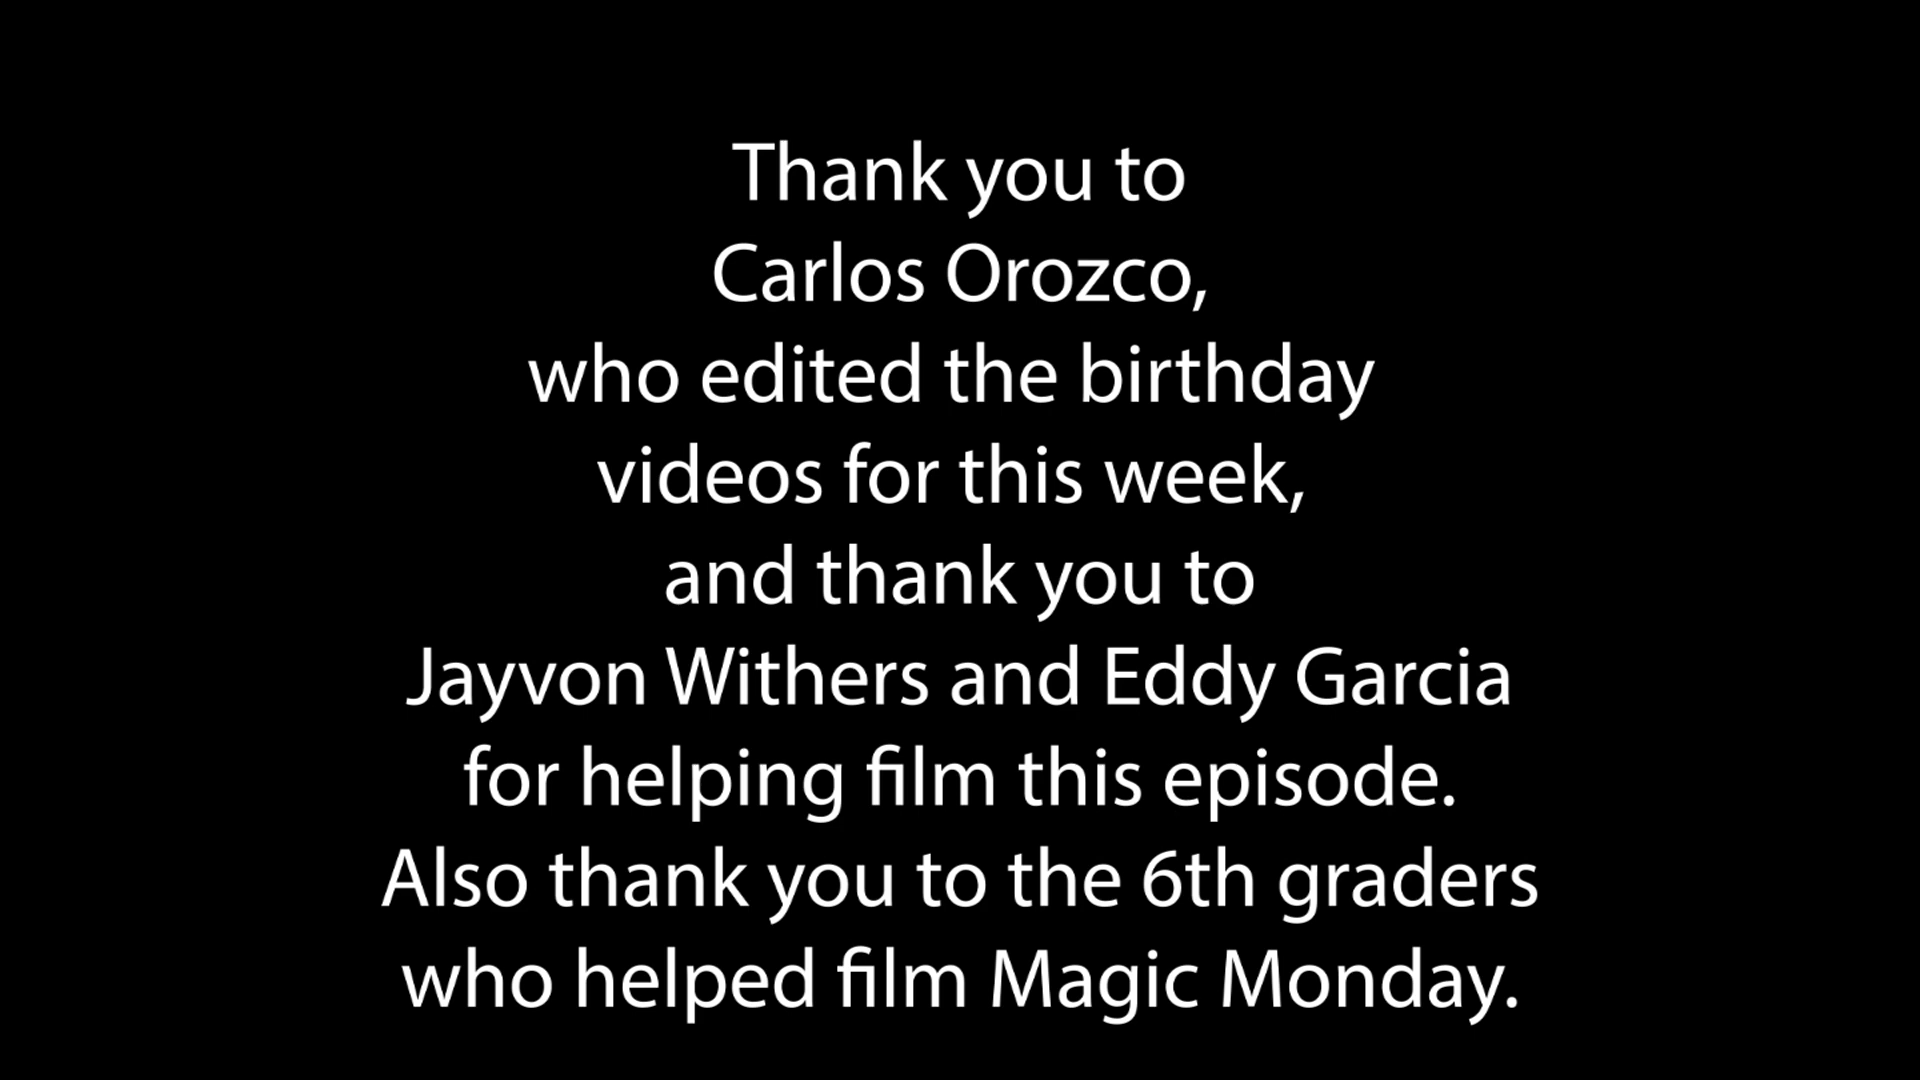 Thank you to
Carlos Orozco,
who edited the birthday
videos for this week,
and thank you to
Jayvon Withers and Eddy Garcia
for helping film this episode.
Also thank you to the 6th graders
who helped film Magic Monday.